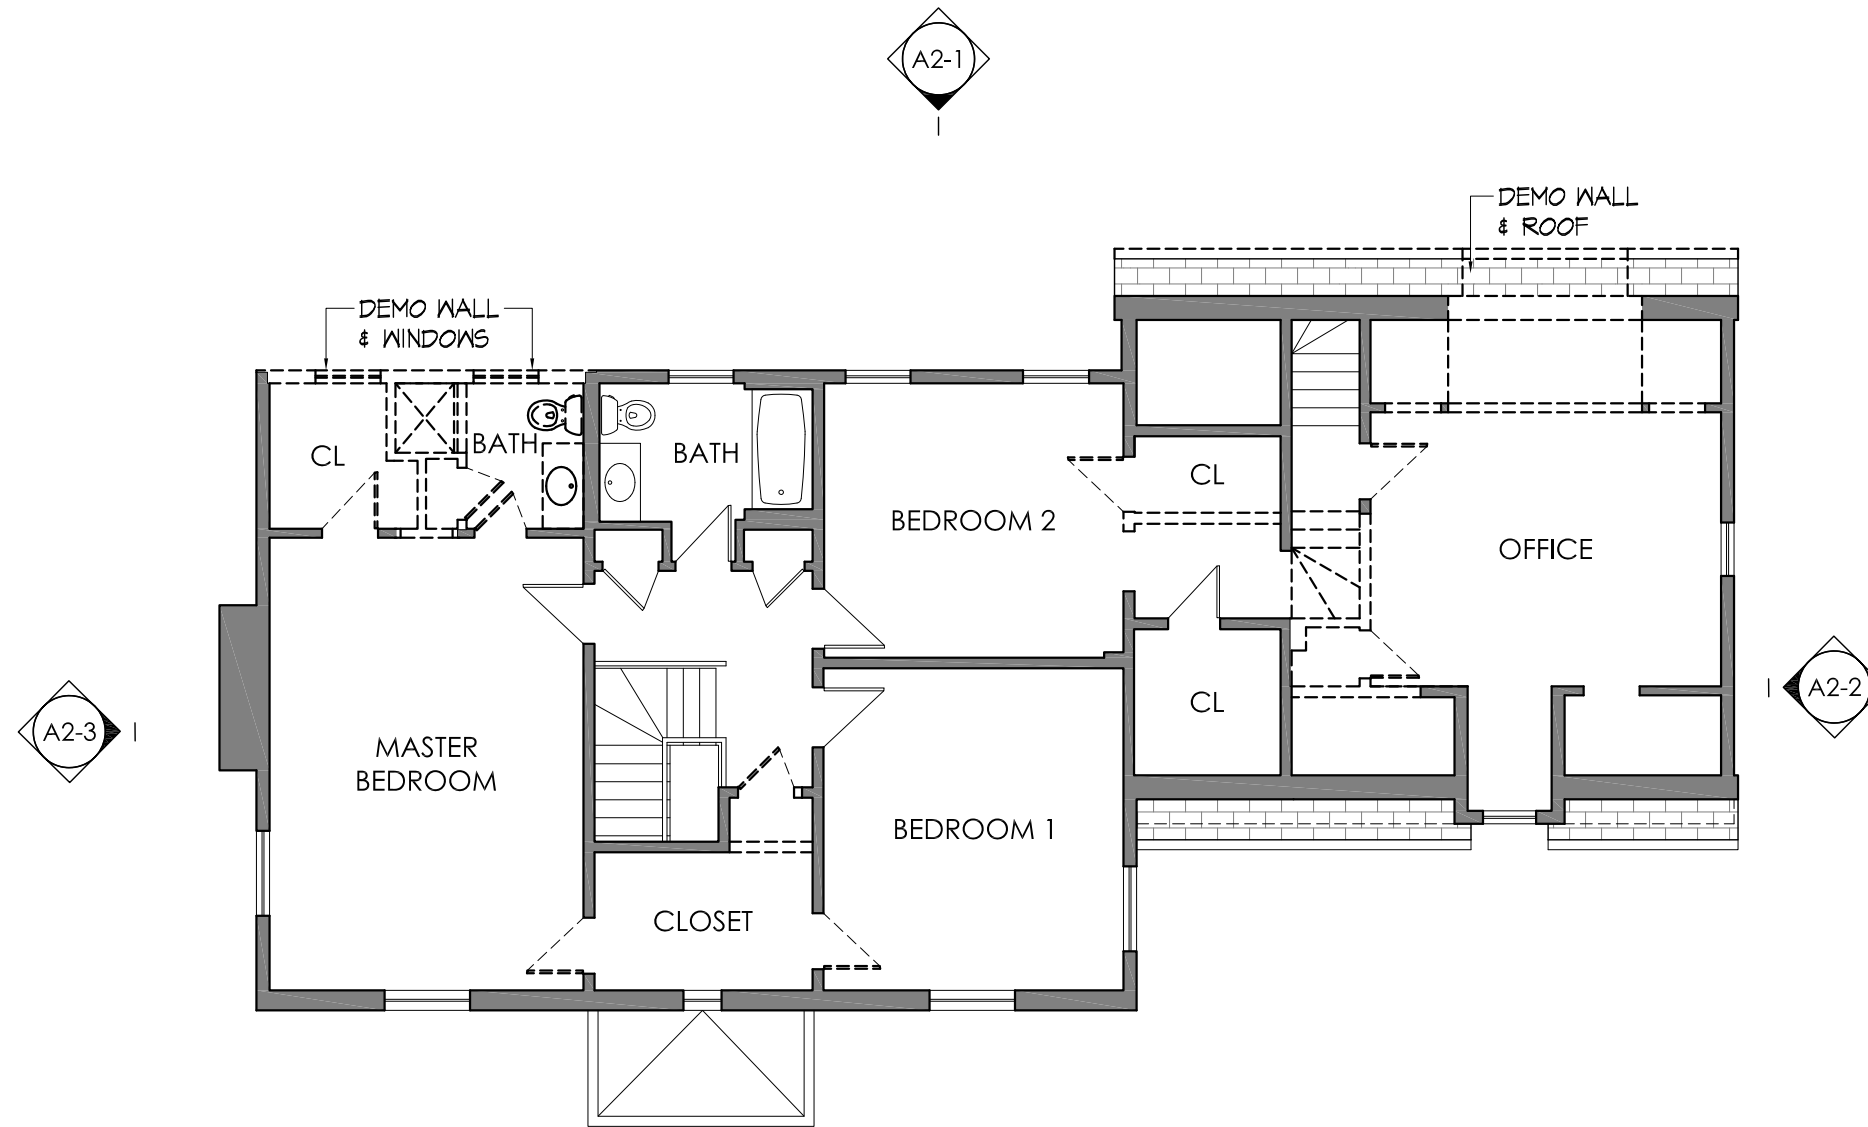 A2-1
DEMO WALL
& ROOF
DEMO WALL
& WINDOWS
CL
BATH
BATH
CL
BEDROOM 2
OFFICE
A2-3
A2-2
MASTER
BEDROOM
CL
BEDROOM 1
CLOSET